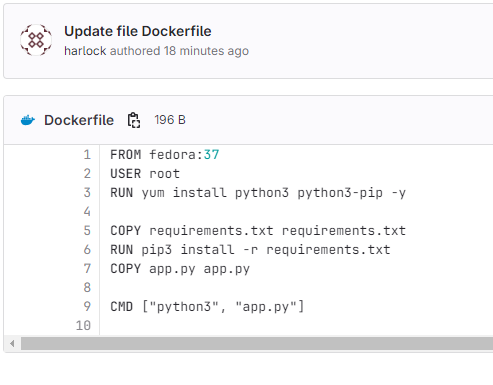 Update file Dockerfile
harlock authored 18 minutes ago
Dockerfile 196 B
1 FROM fedora:37
2 USER root
3 RUN yum install python3 python3-pip -y
4
5 COPY requirements.txt requirements.txt
6 RUN pip3 install -r requirements.txt
7 COPY app.py app.py
8
9 CMD ["python3", "app.py"]
10